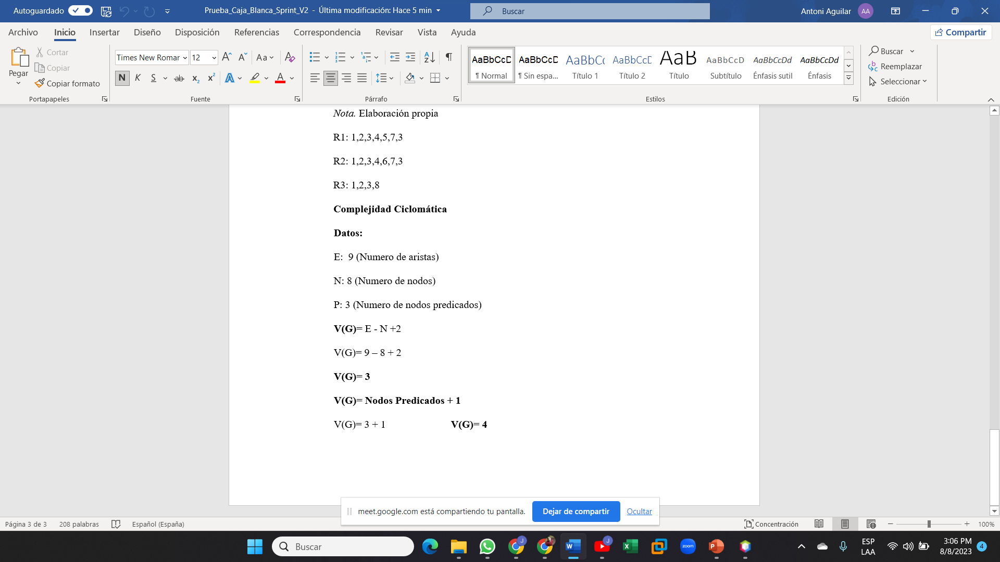 Autoguardado
Prueba_Caja_Blanca_Sprint_V2 - Última modificación: Hace 5 min
Buscar
Antoni Aguilar AA
Archivo Inicio Insertar Diseño Disposición Referencias Correspondencia Revisar Vista Ayuda
Compartir
Pegar
Cortar
Copiar
Copiar formato
Portapapeles
Times New Romar 12
Aa
N K S ab x2 x2 A A
Fuente
Párrafo
AaBbCcD AaBbCcD AaBbC AaBbCcD AaB AaBbCcD AaBbCcDd AaBbCcDd
¶ Normal ¶ Sin espa... Título 1 Título 2 Título Subtítulo Énfasis sutil Énfasis
Estilos
Buscar
Reemplazar
Seleccionar
Edición
Nota. Elaboración propia
R1: 1,2,3,4,5,7,3
R2: 1,2,3,4,6,7,3
R3: 1,2,3,8
Complejidad Ciclomática
Datos:
E:  9 (Numero de aristas)
N: 8 (Numero de nodos)
P: 3 (Numero de nodos predicados)
V(G)= E - N +2
V(G)= 9 – 8 + 2
V(G)= 3
V(G)= Nodos Predicados + 1
V(G)= 3 + 1 V(G)= 4
meet.google.com está compartiendo tu pantalla. Dejar de compartir Ocultar
Página 3 de 3 208 palabras Español (España) Concentración 100%
Buscar
zoom
ESP
LAA
3:06 PM
8/8/2023
4